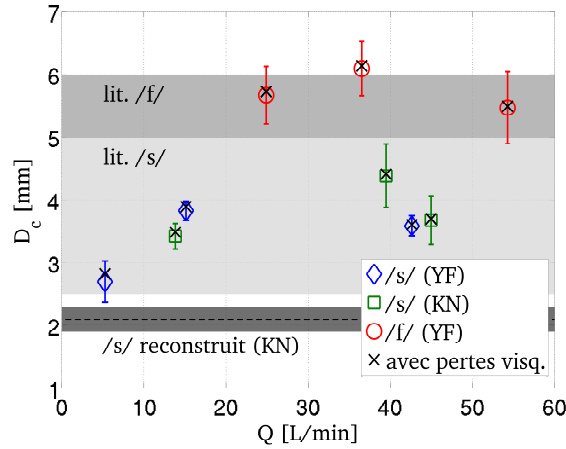 7
6
5
4
3
2
1
D_c [mm]
lit. /f/
lit. /s/
/s/ reconstruit (KN)
/s/ (YF)
/s/ (KN)
/f/ (YF)
avec pertes visq.
0 10 20 30 40 50 60
Q [L/min]